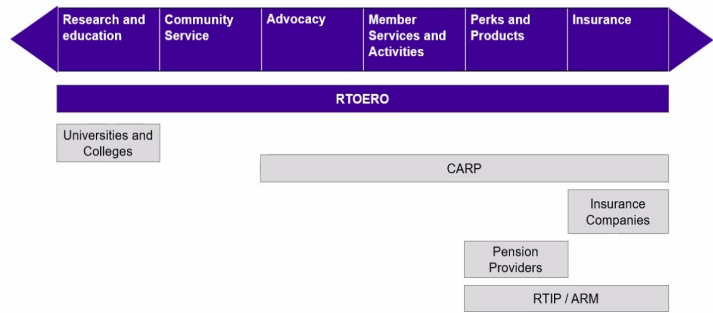 Research and
education
Community
Service
Advocacy
Member
Services and
Activities
Perks and
Products
Insurance
RTOERO
Universities and
Colleges
CARP
Insurance
Companies
Pension
Providers
RTIP / ARM